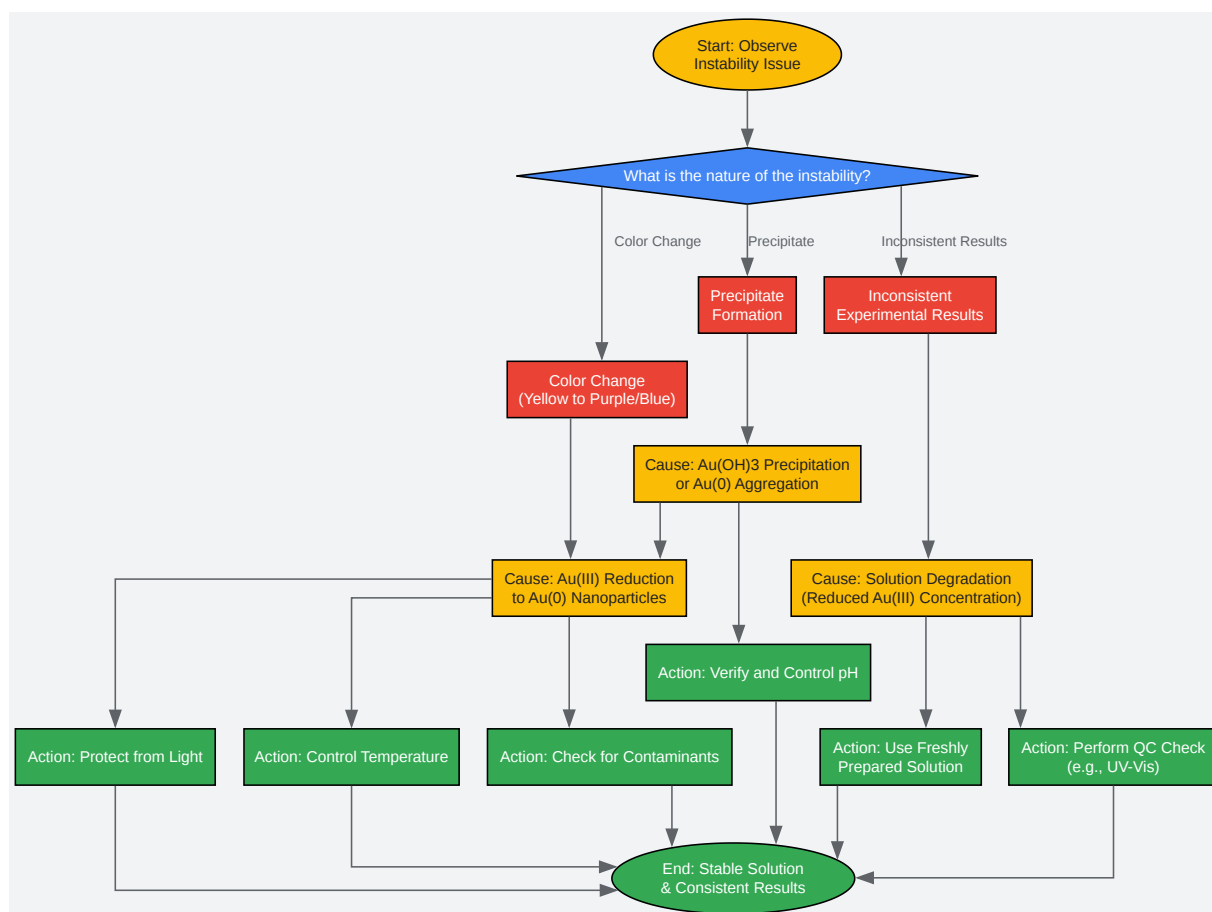 Start: Observe
Instability Issue
What is the nature of the instability?
Color Change
Precipitate
Inconsistent Results
Precipitate
Formation
Inconsistent
Experimental Results
Color Change
(Yellow to Purple/Blue)
Cause: Au(OH)3 Precipitation
or Au(0) Aggregation
Cause: Au(III) Reduction
to Au(0) Nanoparticles
Cause: Solution Degradation
(Reduced Au(III) Concentration)
Action: Verify and Control pH
Action: Protect from Light
Action: Control Temperature
Action: Check for Contaminants
Action: Use Freshly
Prepared Solution
Action: Perform QC Check
(e.g., UV-Vis)
End: Stable Solution
& Consistent Results